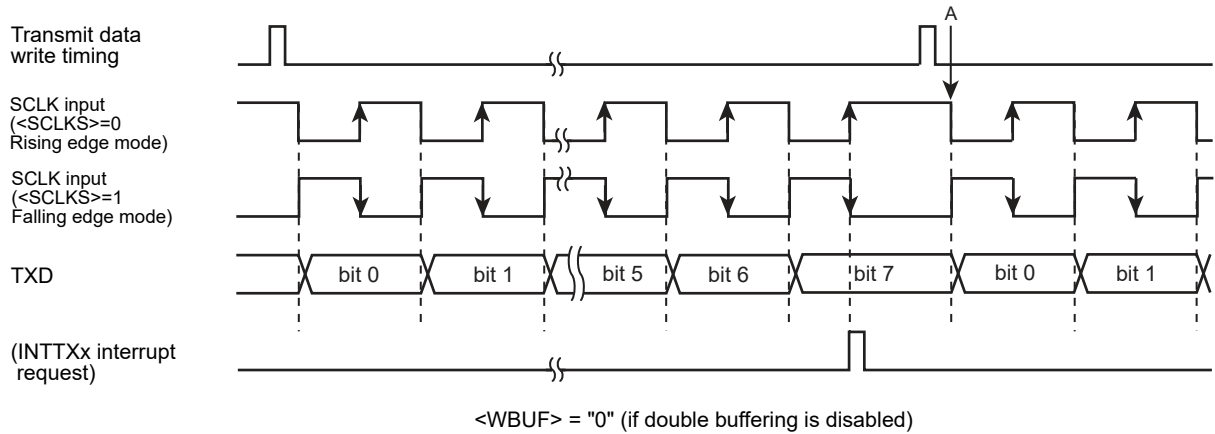 A
Transmit data
write timing
SCLK input
(<SCLKS>=0
Rising edge mode)
SCLK input
(<SCLKS>=1
Falling edge mode)
TXD
bit 0
bit 1
bit 5
bit 6
bit 7
bit 0
bit 1
(INTTXx interrupt
request)
<WBUF> = "0" (if double buffering is disabled)